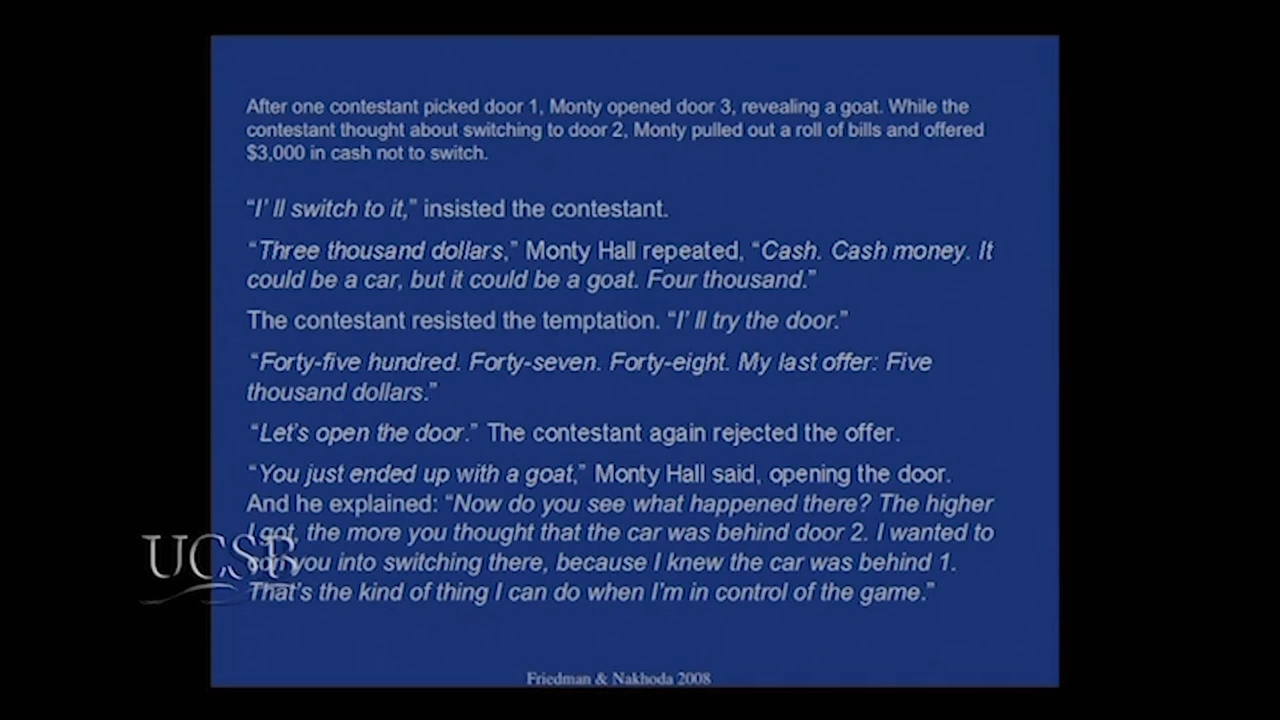 After one contestant picked door 1, Monty opened door 3, revealing a goat. While the
contestant thought about switching to door 2, Monty pulled out a roll of bills and offered
$3,000 in cash not to switch.
“I’ ll switch to it,” insisted the contestant.
“Three thousand dollars,” Monty Hall repeated, “Cash. Cash money. It
could be a car, but it could be a goat. Four thousand.”
The contestant resisted the temptation. “I’ ll try the door.”
“Forty-five hundred. Forty-seven. Forty-eight. My last offer: Five
thousand dollars.”
“Let’s open the door.” The contestant again rejected the offer.
“You just ended up with a goat,” Monty Hall said, opening the door.
And he explained: “Now do you see what happened there? The higher
I got, the more you thought that the car was behind door 2. I wanted to
you into switching there, because I knew the car was behind 1.
That’s the kind of thing I can do when I’m in control of the game.”
UCSB
Friedman & Nakhoda 2008